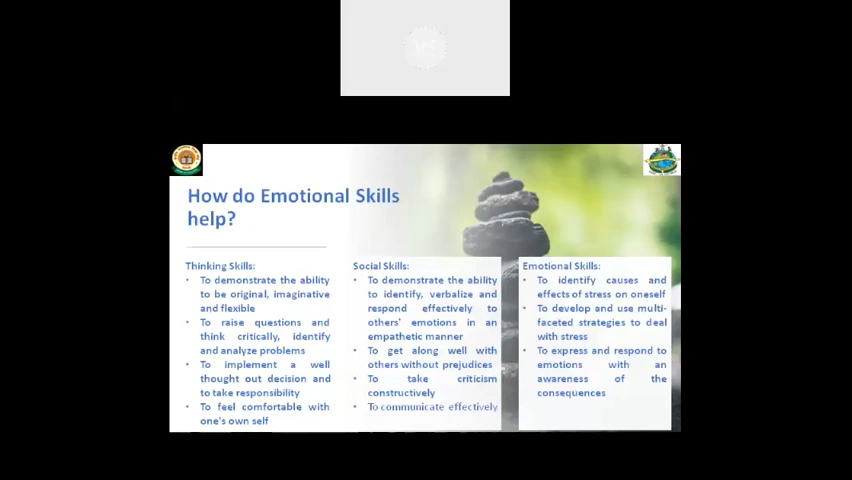 How do Emotional Skills
help?
Thinking Skills:
• To demonstrate the ability
to be original, imaginative
and flexible
• To raise questions and
think critically, identify
and analyze problems
• To implement a well
thought out decision and
to take responsibility
• To feel comfortable with
one's own self
Social Skills:
• To demonstrate the ability
to identify, verbalize and
respond effectively to
others' emotions in an
empathetic manner
• To get along well with
others without prejudices
• To take criticism
constructively
• To communicate effectively
Emotional Skills:
• To identify causes and
effects of stress on oneself
• To develop and use multi-
faceted strategies to deal
with stress
• To express and respond to
emotions with an
awareness of the
consequences